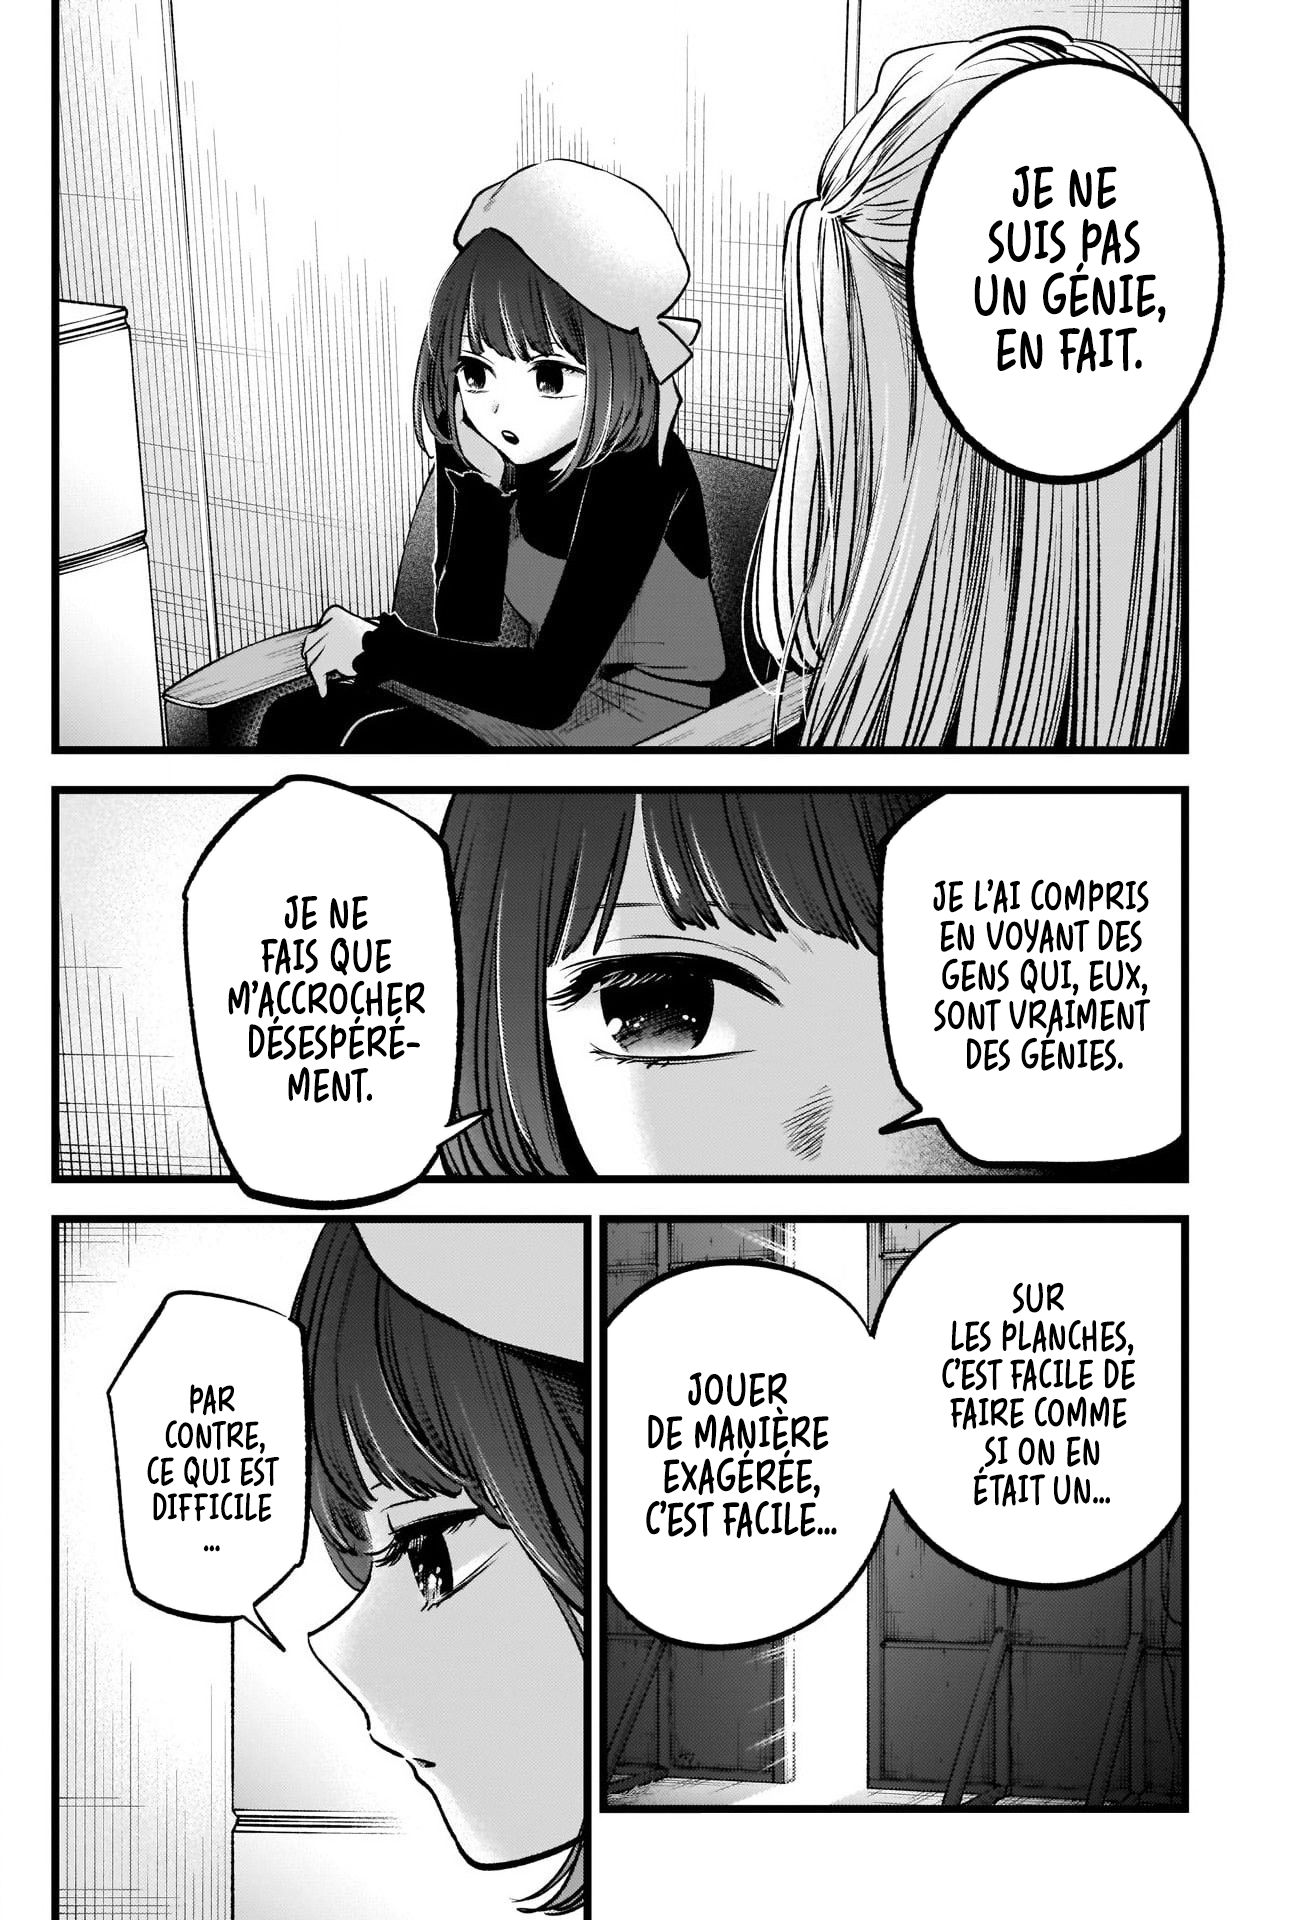 JE NE
SUIS PAS
UN GÉNIE,
EN FAIT.
JE L'AI COMPRIS
EN VOYANT DES
GENS QUI, EUX,
SONT VRAIMENT
DES GÉNIES.
JE NE
FAIS QUE
M'ACCROCHER
DÉSESPÉRÉ-
MENT.
SUR
LES PLANCHES,
C'EST FACILE DE
FAIRE COMME
SI ON EN
ÉTAIT UN...
JOUER
DE MANIÈRE
EXAGÉRÉE,
C'EST FACILE...
PAR
CONTRE,
CE QUI EST
DIFFICILE
...